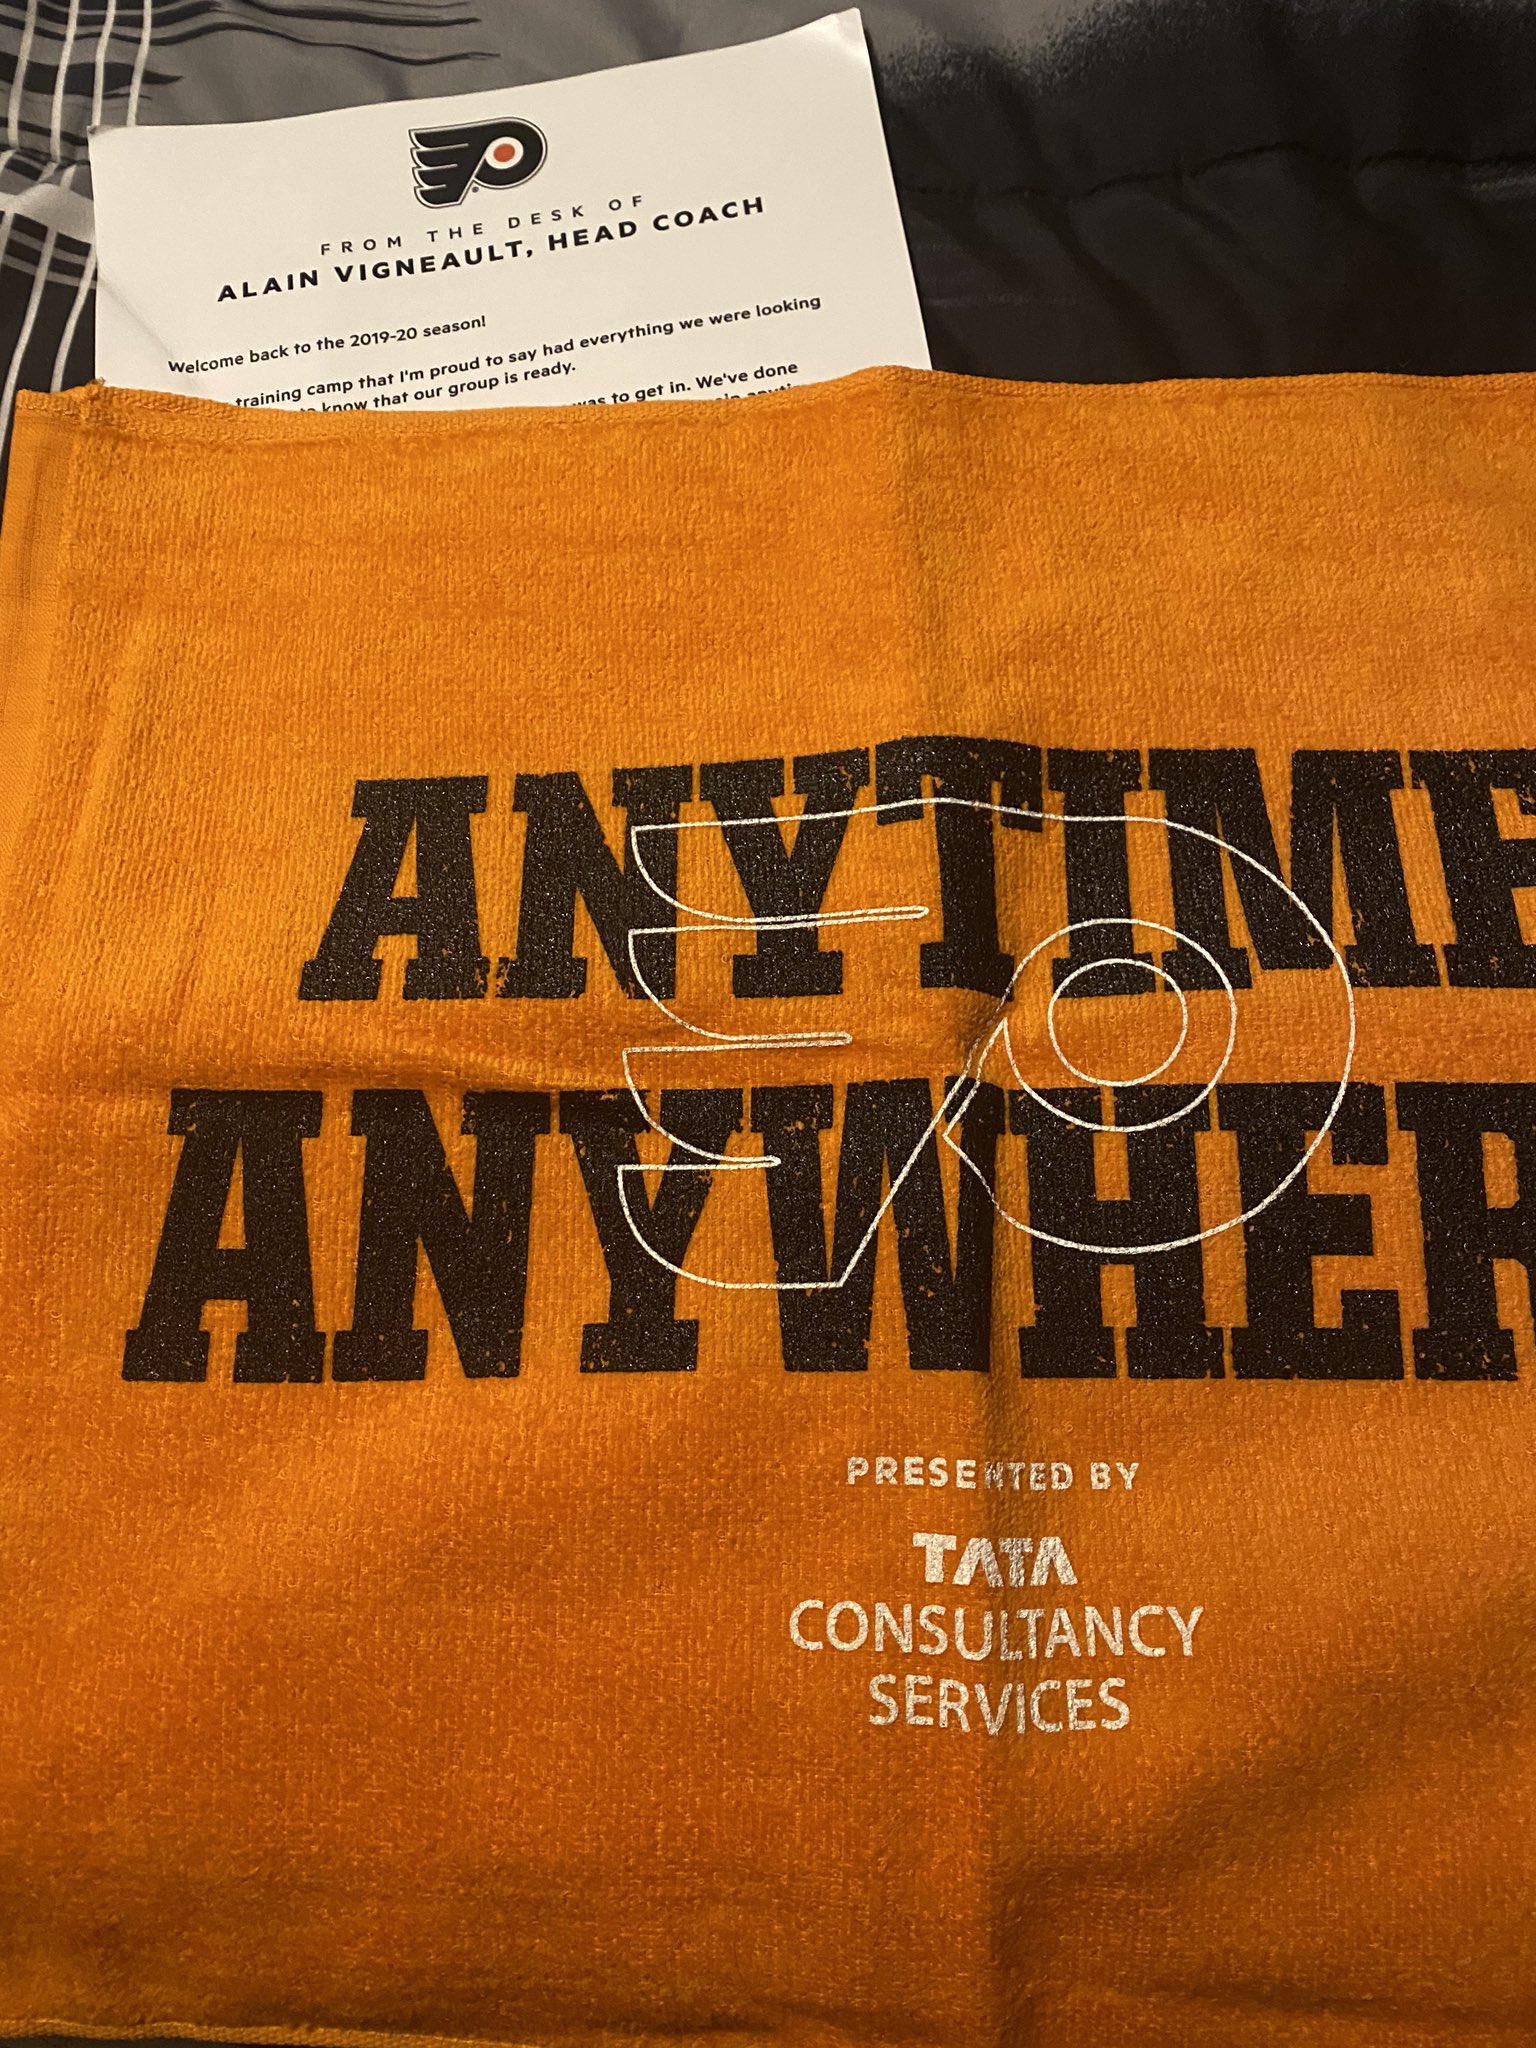 FROM THE DESK OF
ALAIN VIGNEAULT, HEAD COACH
Welcome back to the 2019-20 season!
training camp that I'm proud to say had everything we were looking
know that our group is ready.
was to get in. We've done
ANYTIME
ANYWHER
PRESENTED BY
TATA
CONSULTANCY
SERVICES